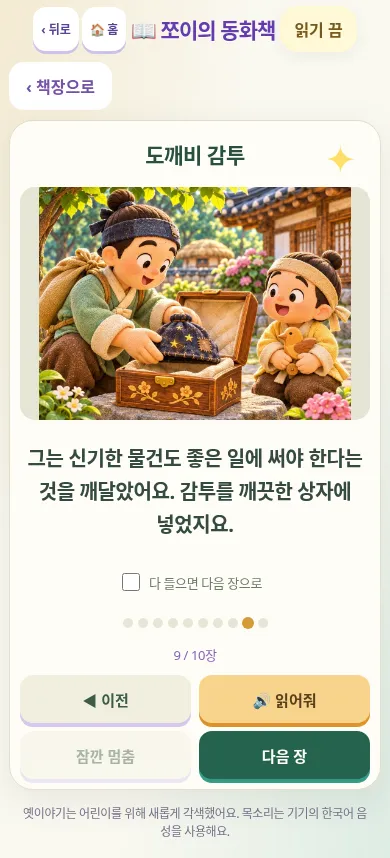 ‹ 뒤로
🏠 홈
📖 쪼이의 동화책
읽기 끝
‹ 책장으로
도깨비 감투
그는 신기한 물건도 좋은 일에 써야 한다는
것을 깨달았어요. 감투를 깨끗한 상자에
넣었지요.
다 들으면 다음 장으로
9 / 10장
◀ 이전
🔊 읽어줘
잠깐 멈춤
다음 장
옛이야기는 어린이를 위해 새롭게 각색했어요. 목소리는 기기의 한국어 음
성을 사용해요.